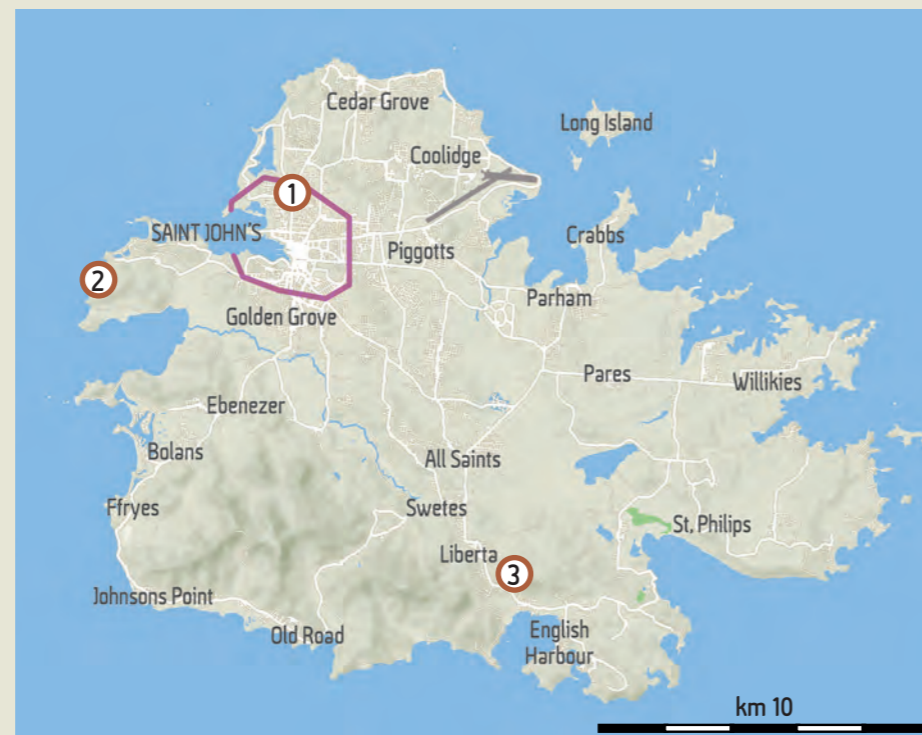 Cedar Grove
Long Island
Coolidge
1
SAINT JOHN'S
Piggotts
Crabbs
2
Parham
Golden Grove
Pares
Willikies
Ebenezer
Bolans
All Saints
Ffryes
Swetes
St, Philips
Liberta
3
Johnsons Point
Old Road
English
Harbour
km 10